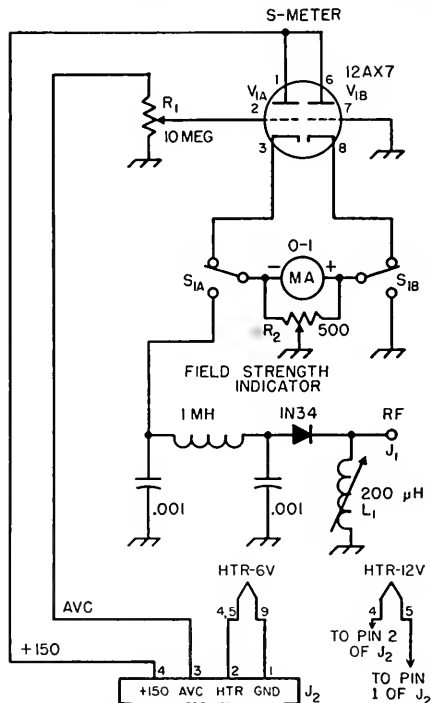 S-METER
12AX7
1
6
V1A
V1B
2
7
R1
10 MEG
3
8
0-1
S1A
- MA +
S1B
R2
500
FIELD STRENGTH
INDICATOR
1 MH
1N34
RF
J1
.001
.001
200 μH
L1
HTR-6V
HTR-12V
4,5
9
4
5
AVC
TO PIN 2
OF J2
+150
4
3
2
1
TO PIN
1 OF J2
+150 AVC HTR GND
J2